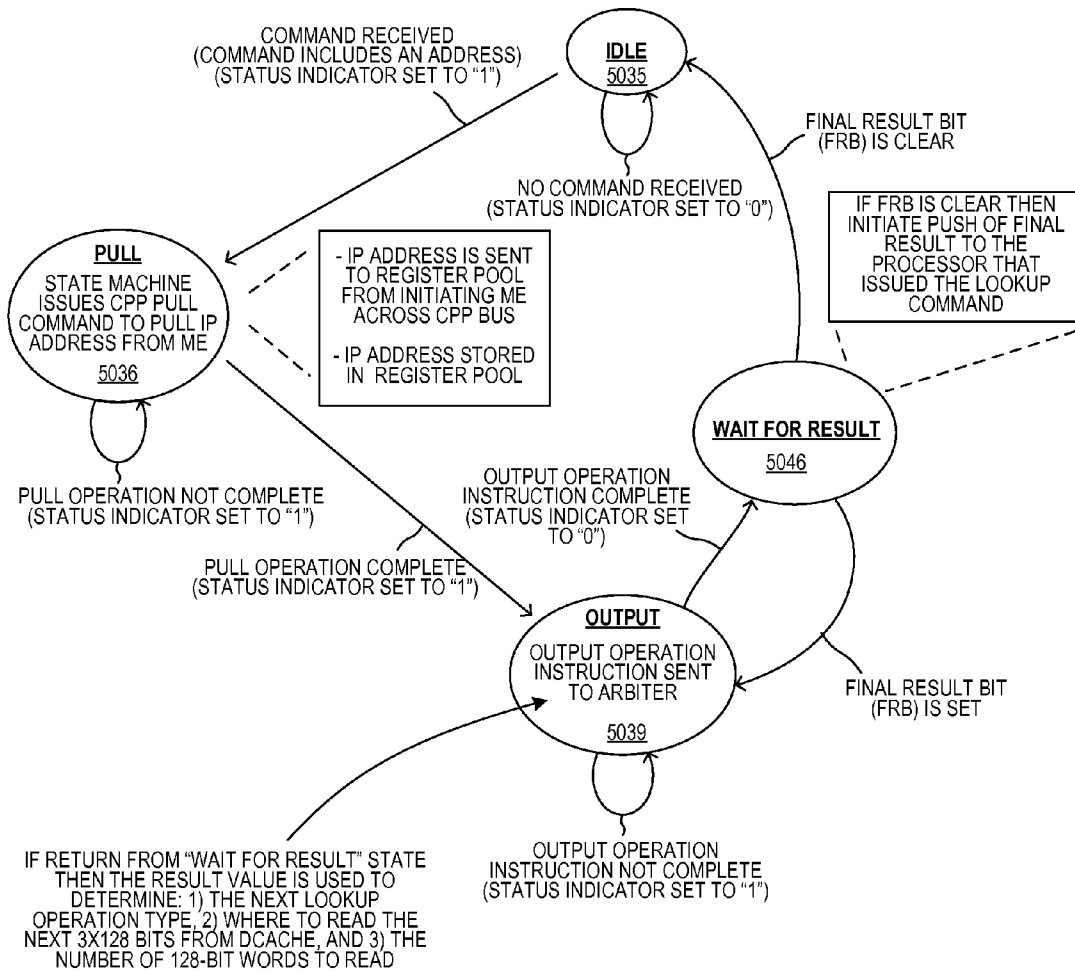 COMMAND RECEIVED
(COMMAND INCLUDES AN ADDRESS)
(STATUS INDICATOR SET TO “1”)
IDLE
5035
FINAL RESULT BIT
(FRB) IS CLEAR
NO COMMAND RECEIVED
(STATUS INDICATOR SET TO “0”)
IF FRB IS CLEAR THEN
INITIATE PUSH OF FINAL
RESULT TO THE
PROCESSOR THAT
ISSUED THE LOOKUP
COMMAND
PULL
STATE MACHINE
ISSUES CPP PULL
COMMAND TO PULL IP
ADDRESS FROM ME
5036
- IP ADDRESS IS SENT
TO REGISTER POOL
FROM INITIATING ME
ACROSS CPP BUS
- IP ADDRESS STORED
IN REGISTER POOL
WAIT FOR RESULT
5046
PULL OPERATION NOT COMPLETE
(STATUS INDICATOR SET TO “1”)
OUTPUT OPERATION
INSTRUCTION COMPLETE
(STATUS INDICATOR SET
TO “0”)
PULL OPERATION COMPLETE
(STATUS INDICATOR SET TO “1”)
OUTPUT
OUTPUT OPERATION
INSTRUCTION SENT
TO ARBITER
5039
FINAL RESULT BIT
(FRB) IS SET
IF RETURN FROM “WAIT FOR RESULT” STATE
THEN THE RESULT VALUE IS USED TO
DETERMINE: 1) THE NEXT LOOKUP
OPERATION TYPE, 2) WHERE TO READ THE
NEXT 3X128 BITS FROM DCACHE, AND 3) THE
NUMBER OF 128-BIT WORDS TO READ
OUTPUT OPERATION
INSTRUCTION NOT COMPLETE
(STATUS INDICATOR SET TO “1”)